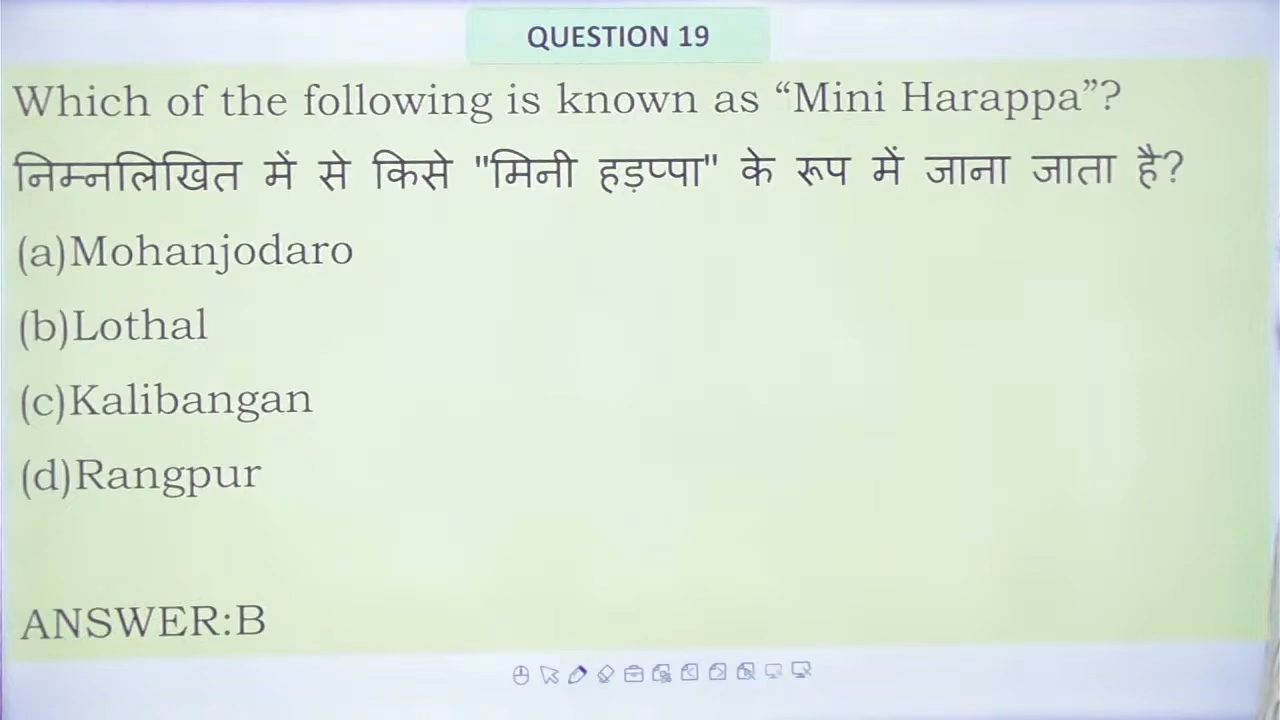 QUESTION 19
Which of the following is known as “Mini Harappa”?
निम्नलिखित में से किसे "मिनी हड़प्पा" के रूप में जाना जाता है?
(a)Mohanjodaro
(b)Lothal
(c)Kalibangan
(d)Rangpur
ANSWER:B